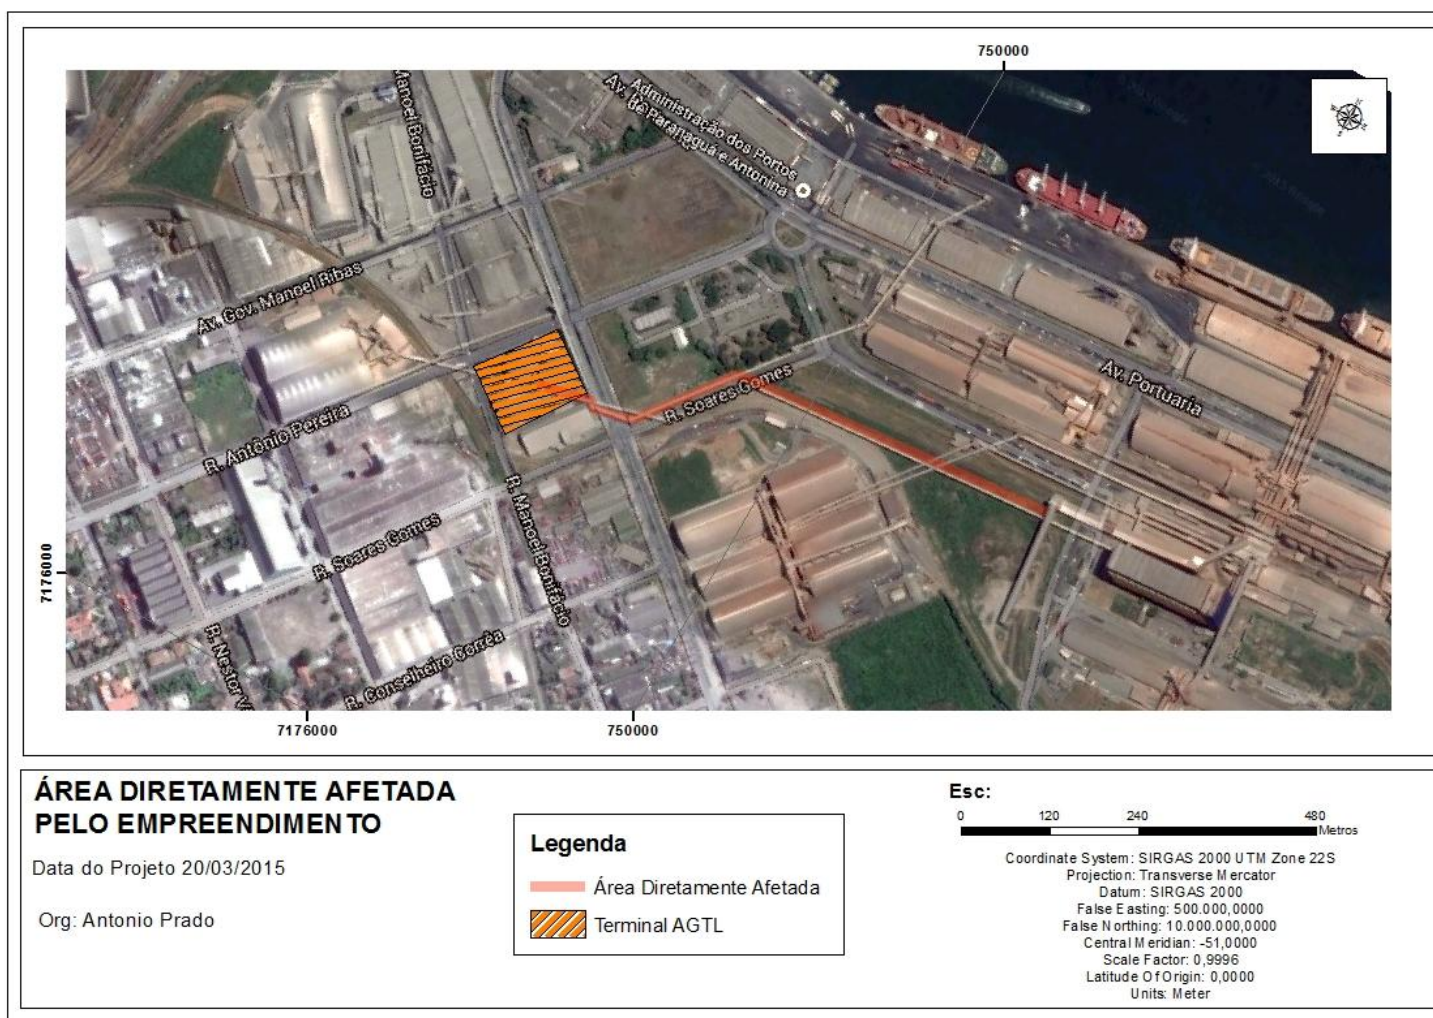 750000
Manoel Bonifácio
Administração dos Portos
de Paranaguá e Antonina
Av.
Av. Gov. Manoel Ribas
Av. Portuaria
R. Soares Gomes
R. Antônio Pereira
R. Manoel Bonifácio
R. Soares Gomes
7176000
R. Nestor
R. Conselheiro Corrêa
7176000
750000
ÁREA DIRETAMENTE AFETADA
PELO EMPREENDIMENTO
Data do Projeto 20/03/2015
Org: Antonio Prado
Legenda
Área Diretamente Afetada
Terminal AGTL
Esc:
0 120 240 480
Metros
Coordinate System: SIRGAS 2000 UTM Zone 22S
Projection: Transverse Mercator
Datum: SIRGAS 2000
False Easting: 500.000,0000
False Northing: 10.000.000,0000
Central Meridian: -51,0000
Scale Factor: 0,9996
Latitude Of Origin: 0,0000
Units: Meter